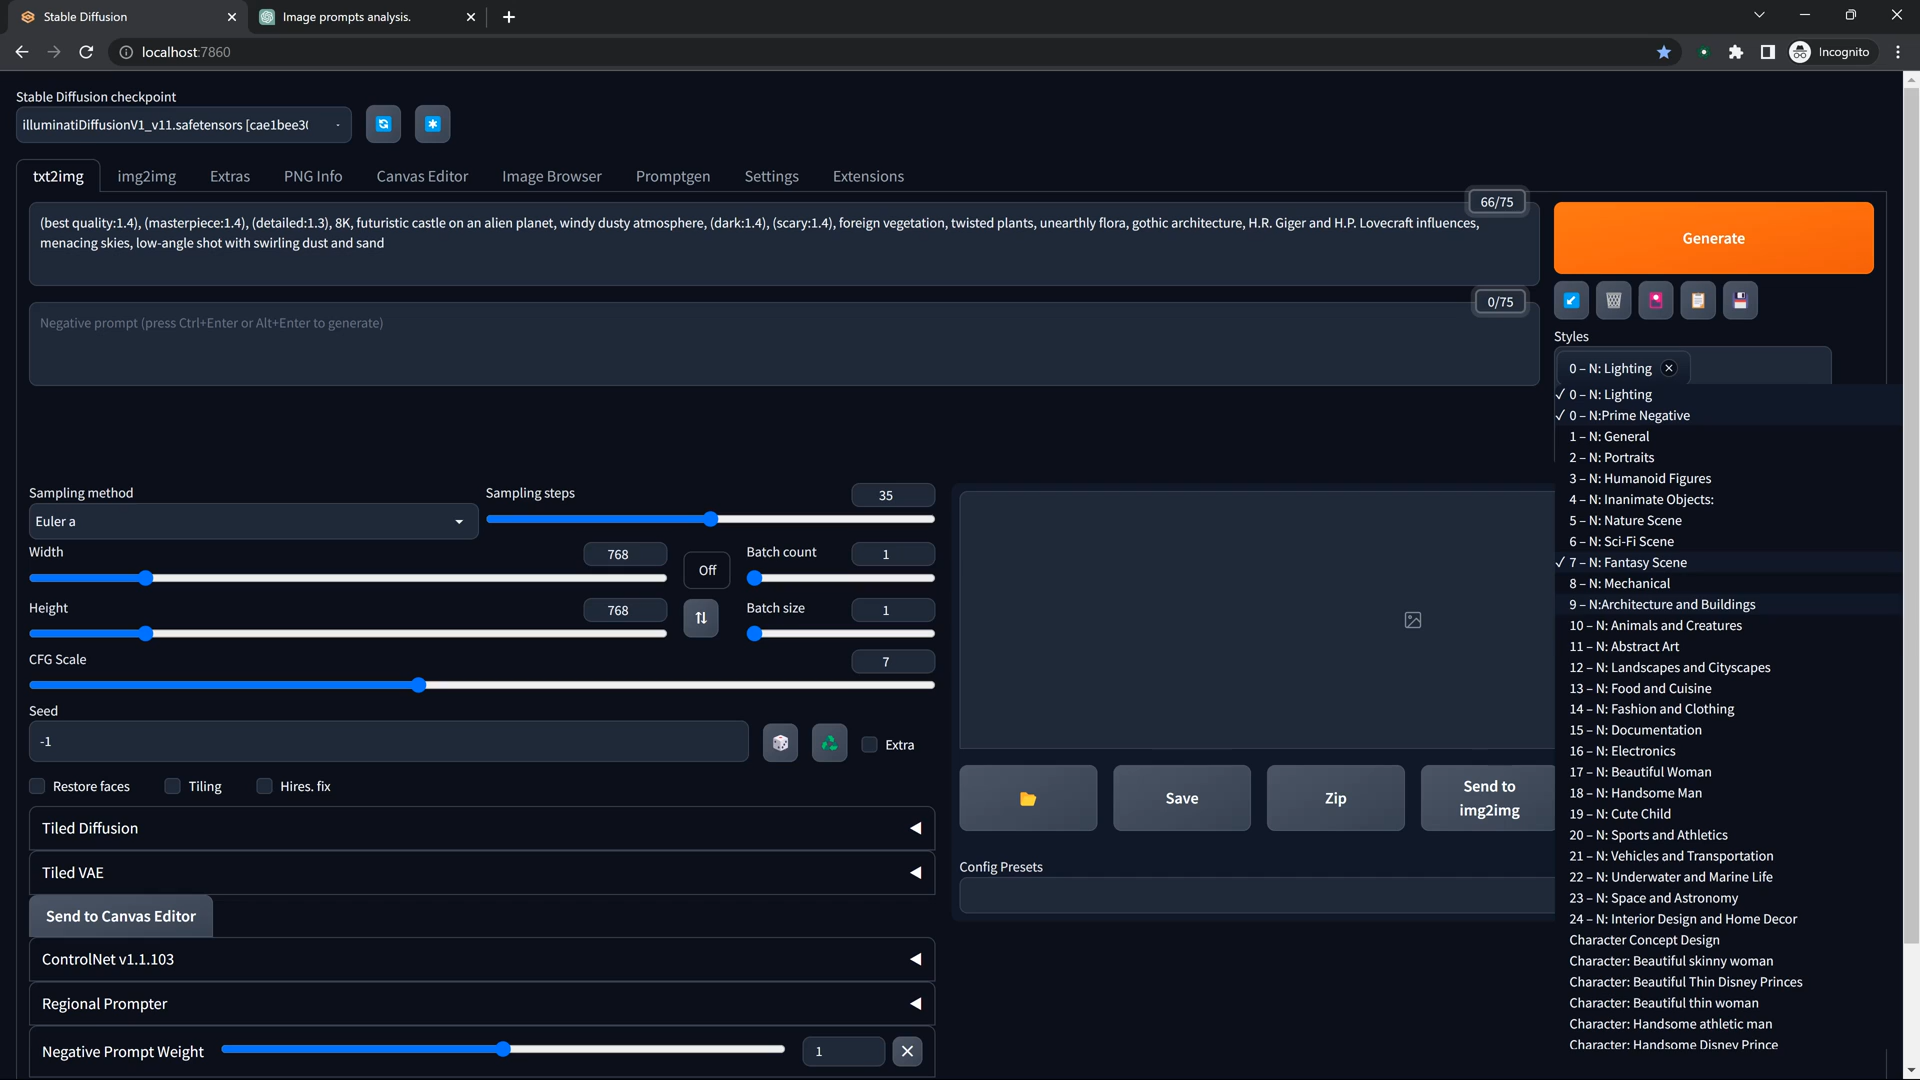 Stable Diffusion
Image prompts analysis.
localhost:7860
Incognito
Stable Diffusion checkpoint
illuminatiDiffusionV1_v11.safetensors [cae1bee3(
txt2img
img2img
Extras
PNG Info
Canvas Editor
Image Browser
Promptgen
Settings
Extensions
66/75
(best quality:1.4), (masterpiece:1.4), (detailed:1.3), 8K, futuristic castle on an alien planet, windy dusty atmosphere, (dark:1.4), (scary:1.4), foreign vegetation, twisted plants, unearthly flora, gothic architecture, H.R. Giger and H.P. Lovecraft influences,
menacing skies, low-angle shot with swirling dust and sand
Generate
0/75
Negative prompt (press Ctrl+Enter or Alt+Enter to generate)
Styles
0 – N: Lighting
0 – N: Lighting
0 – N:Prime Negative
1 – N: General
2 – N: Portraits
3 – N: Humanoid Figures
4 – N: Inanimate Objects:
5 – N: Nature Scene
6 – N: Sci-Fi Scene
7 – N: Fantasy Scene
8 – N: Mechanical
9 – N:Architecture and Buildings
10 – N: Animals and Creatures
11 – N: Abstract Art
12 – N: Landscapes and Cityscapes
13 – N: Food and Cuisine
14 – N: Fashion and Clothing
15 – N: Documentation
16 – N: Electronics
17 – N: Beautiful Woman
18 – N: Handsome Man
19 – N: Cute Child
20 – N: Sports and Athletics
21 – N: Vehicles and Transportation
22 – N: Underwater and Marine Life
23 – N: Space and Astronomy
24 – N: Interior Design and Home Decor
Character Concept Design
Character: Beautiful skinny woman
Character: Beautiful Thin Disney Princes
Character: Beautiful thin woman
Character: Handsome athletic man
Character: Handsome Disney Prince
Sampling method
Euler a
Sampling steps
35
Width
768
Off
Batch count
1
Height
768
Batch size
1
CFG Scale
7
Seed
-1
Extra
Restore faces
Tiling
Hires. fix
Tiled Diffusion
Tiled VAE
Send to Canvas Editor
ControlNet v1.1.103
Regional Prompter
Negative Prompt Weight
1
Save
Zip
Send to
img2img
Config Presets